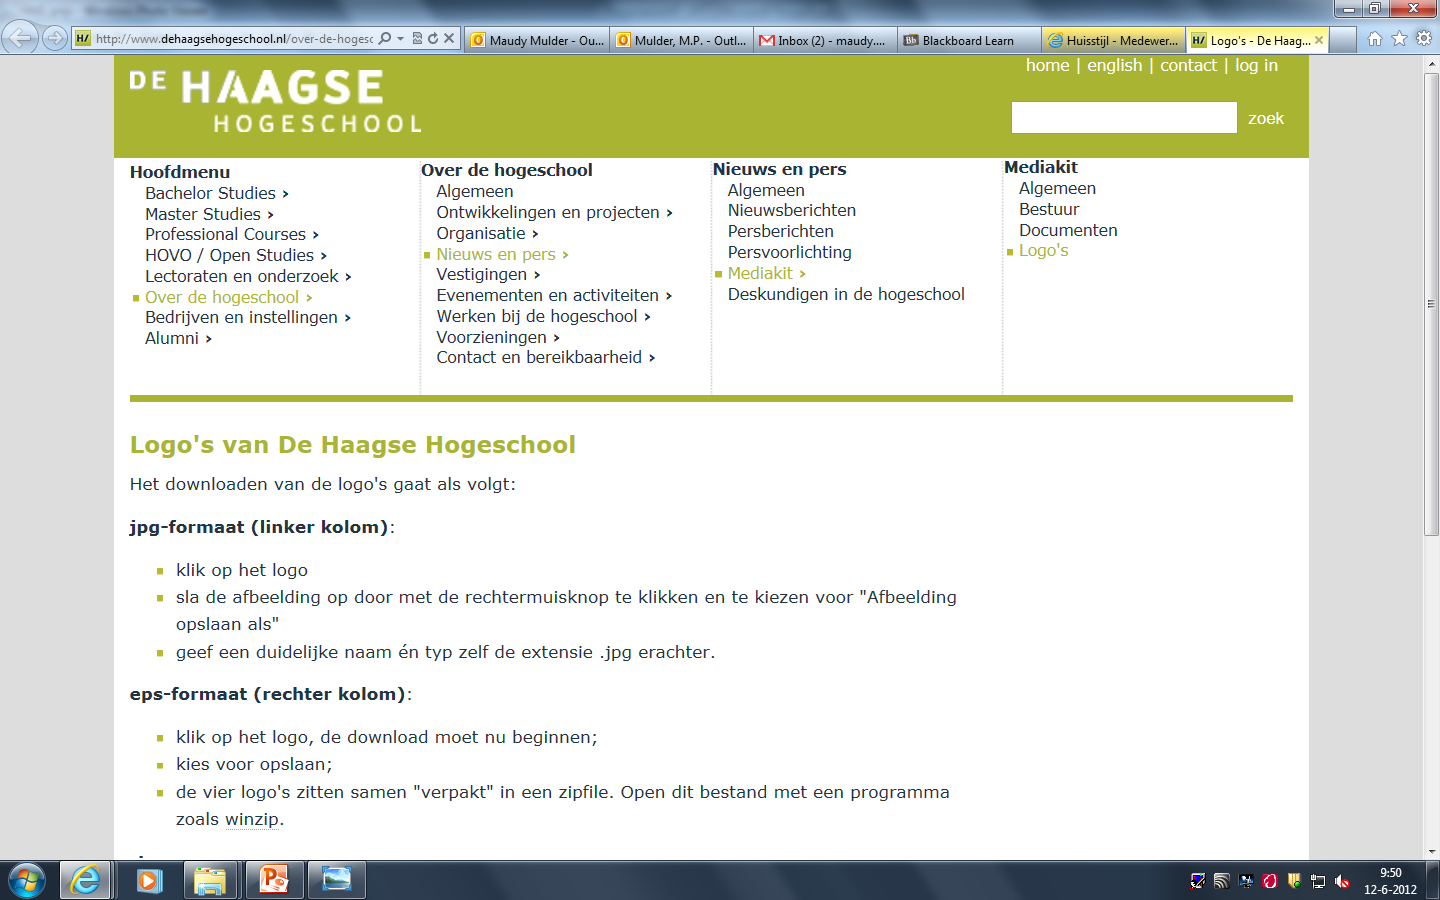 http://www.dehaagsehogeschool.nl/over-de-hogesc
Maudy Mulder - Ou...
Mulder, M.P. - Outl...
Inbox (2) - maudy....
Blackboard Learn
Huisstijl - Medewer...
Logo's - De Haag...
DE HAAGSE
HOGESCHOOL
home | english | contact | log in
zoek
Hoofdmenu
Bachelor Studies ›
Master Studies ›
Professional Courses ›
HOVO / Open Studies ›
Lectoraten en onderzoek ›
Over de hogeschool ›
Bedrijven en instellingen ›
Alumni ›
Over de hogeschool
Algemeen
Ontwikkelingen en projecten ›
Organisatie ›
Nieuws en pers ›
Vestigingen ›
Evenementen en activiteiten ›
Werken bij de hogeschool ›
Voorzieningen ›
Contact en bereikbaarheid ›
Nieuws en pers
Algemeen
Nieuwsberichten
Persberichten
Persvoorlichting
Mediakit ›
Deskundigen in de hogeschool
Mediakit
Algemeen
Bestuur
Documenten
Logo's
Logo's van De Haagse Hogeschool
Het downloaden van de logo's gaat als volgt:
jpg-formaat (linker kolom):
klik op het logo
sla de afbeelding op door met de rechtermuisknop te klikken en te kiezen voor "Afbeelding
opslaan als"
geef een duidelijke naam én typ zelf de extensie .jpg erachter.
eps-formaat (rechter kolom):
klik op het logo, de download moet nu beginnen;
kies voor opslaan;
de vier logo's zitten samen "verpakt" in een zipfile. Open dit bestand met een programma
zoals winzip.
9:50
12-6-2012